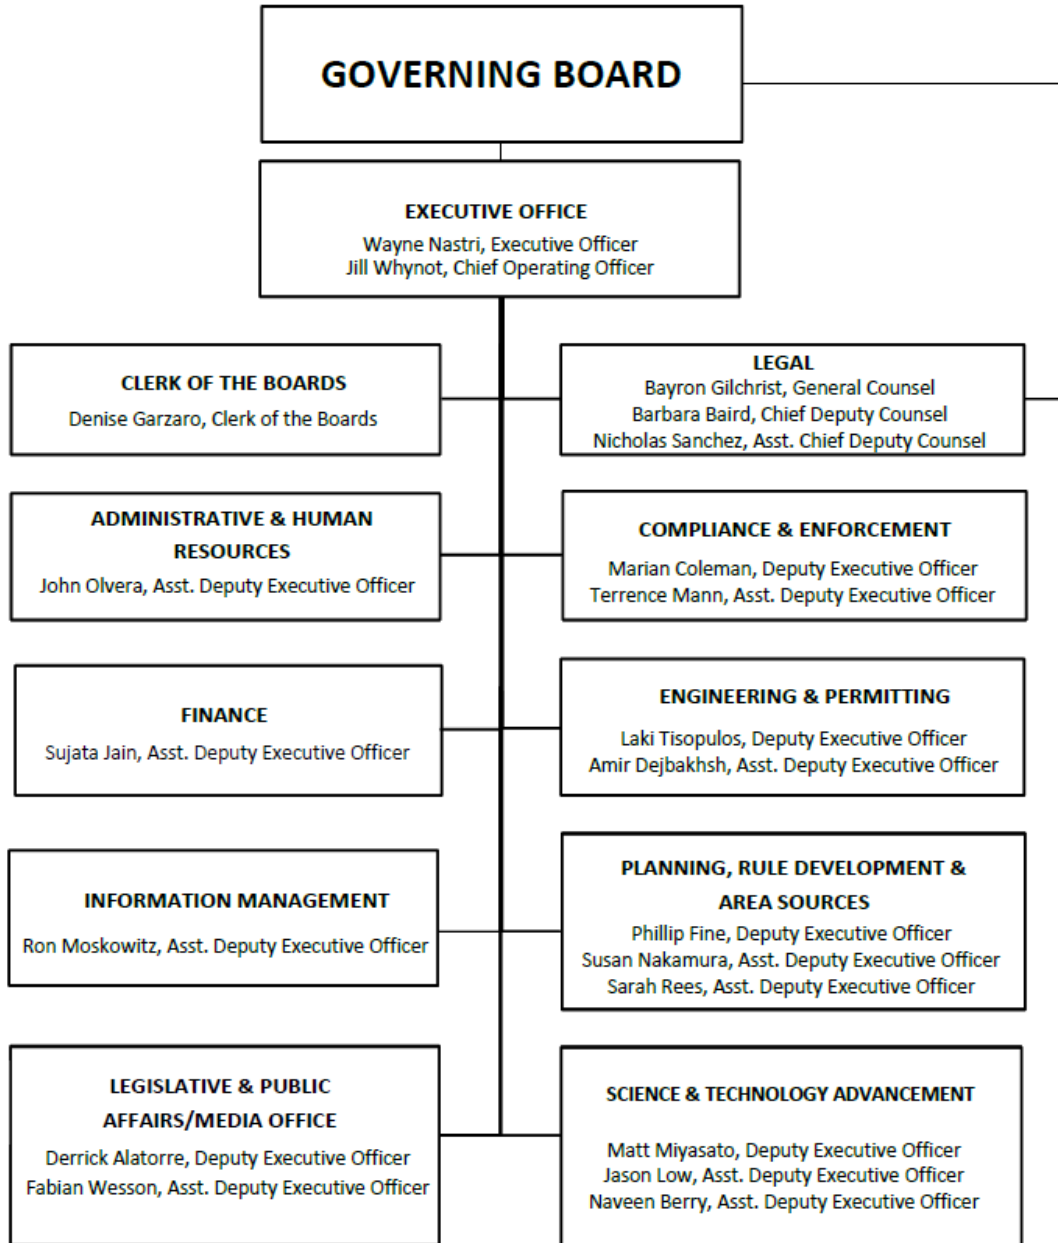 GOVERNING BOARD
EXECUTIVE OFFICE
Wayne Nastri, Executive Officer
Jill Whynot, Chief Operating Officer
CLERK OF THE BOARDS
Denise Garzaro, Clerk of the Boards
LEGAL
Bayron Gilchrist, General Counsel
Barbara Baird, Chief Deputy Counsel
Nicholas Sanchez, Asst. Chief Deputy Counsel
ADMINISTRATIVE & HUMAN
RESOURCES
John Olvera, Asst. Deputy Executive Officer
COMPLIANCE & ENFORCEMENT
Marian Coleman, Deputy Executive Officer
Terrence Mann, Asst. Deputy Executive Officer
FINANCE
Sujata Jain, Asst. Deputy Executive Officer
ENGINEERING & PERMITTING
Laki Tisopulos, Deputy Executive Officer
Amir Dejbakhsh, Asst. Deputy Executive Officer
INFORMATION MANAGEMENT
Ron Moskowitz, Asst. Deputy Executive Officer
PLANNING, RULE DEVELOPMENT &
AREA SOURCES
Phillip Fine, Deputy Executive Officer
Susan Nakamura, Asst. Deputy Executive Officer
Sarah Rees, Asst. Deputy Executive Officer
LEGISLATIVE & PUBLIC
AFFAIRS/MEDIA OFFICE
Derrick Alatorre, Deputy Executive Officer
Fabian Wesson, Asst. Deputy Executive Officer
SCIENCE & TECHNOLOGY ADVANCEMENT
Matt Miyasato, Deputy Executive Officer
Jason Low, Asst. Deputy Executive Officer
Naveen Berry, Asst. Deputy Executive Officer